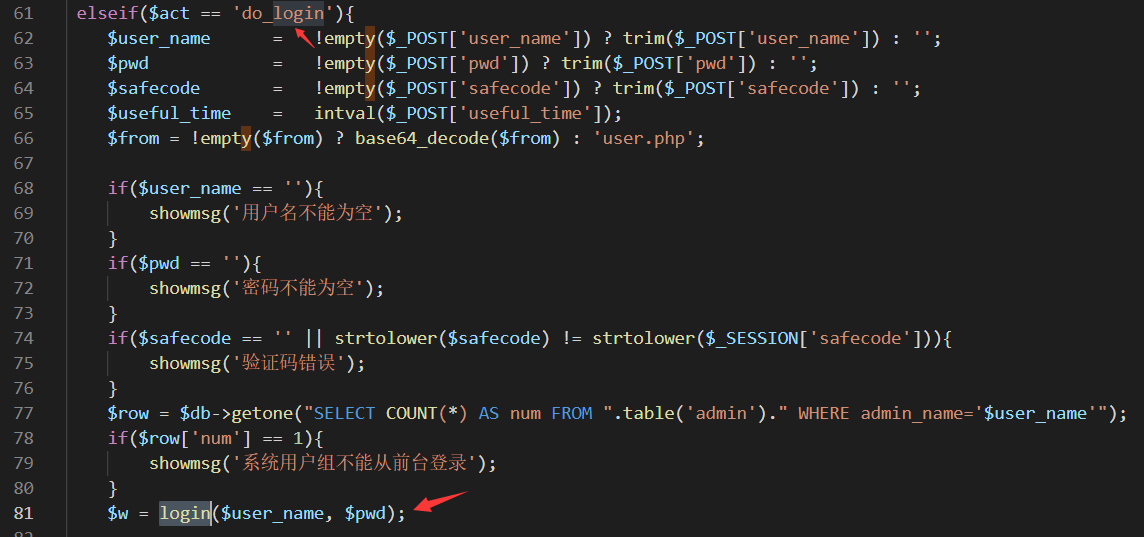 61 elseif($act == 'do_login'){
62 $user_name = !empty($_POST['user_name']) ? trim($_POST['user_name']) : '';
63 $pwd = !empty($_POST['pwd']) ? trim($_POST['pwd']) : '';
64 $safecode = !empty($_POST['safecode']) ? trim($_POST['safecode']) : '';
65 $useful_time = intval($_POST['useful_time']);
66 $from = !empty($from) ? base64_decode($from) : 'user.php';
67
68 if($user_name == ''){
69 showmsg('用户名不能为空');
70 }
71 if($pwd == ''){
72 showmsg('密码不能为空');
73 }
74 if($safecode == '' || strtolower($safecode) != strtolower($_SESSION['safecode'])){
75 showmsg('验证码错误');
76 }
77 $row = $db->getone("SELECT COUNT(*) AS num FROM ".table('admin')." WHERE admin_name='$user_name'");
78 if($row['num'] == 1){
79 showmsg('系统用户组不能从前台登录');
80 }
81 $w = login($user_name, $pwd);